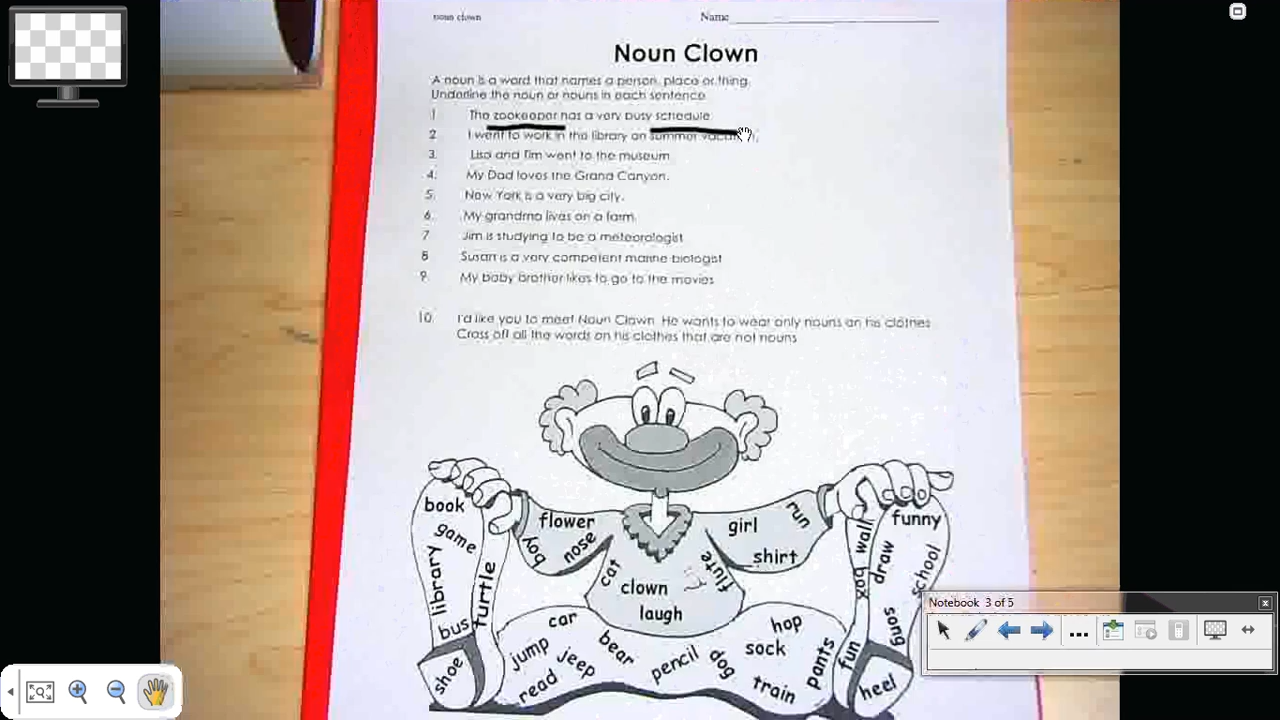 noun clown Name
Noun Clown
A noun is a word that names a person, place or thing.
Underline the noun or nouns in each sentence.
1. The zookeeper has a very busy schedule.
2. I went to work in the library on summer
3. Lisa and Tim went to the museum.
4. My Dad loves the Grand Canyon.
5. New York is a very big city.
6. My grandma lives on a farm.
7. Jim is studying to be a meteorologist
8. Susan is a very competent marine biologist
9. My baby brother likes to go to the movies
10. I'd like you to meet Noun Clown. He wants to wear only nouns on his clothes.
Cross off all the words on his clothes that are not nouns
book
game
library
turtle
bus
shoe
flower
boy
nose
cat
clown
laugh
flute
girl
run
shirt
wall
funny
box
draw
school
song
fun
heel
car
jump
jeep
read
bear
pencil
dog
hop
sock
train
pants
Notebook 3 of 5